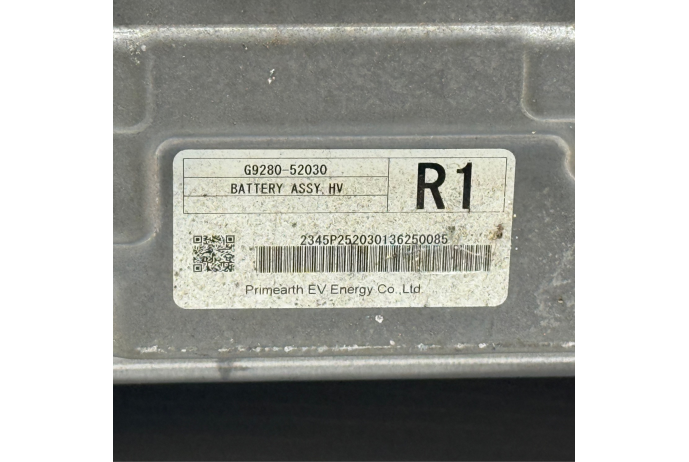 G9280-52030
BATTERY ASSY,HV
R1
2345P252030136250085
Primearth EV Energy Co.,Ltd.